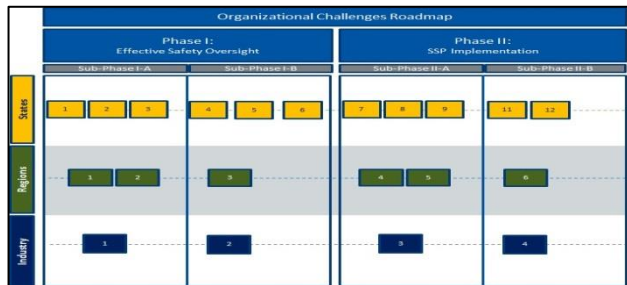 Organizational Challenges Roadmap
Phase I:
Effective Safety Oversight
Phase II:
SSP Implementation
Sub-Phase I-A
Sub-Phase I-B
Sub-Phase II-A
Sub-Phase II-B
States
1 2 3 4 5 6 7 8 9 11 12
Regions
1 2 3 4 5 6
Industry
1 2 3 4